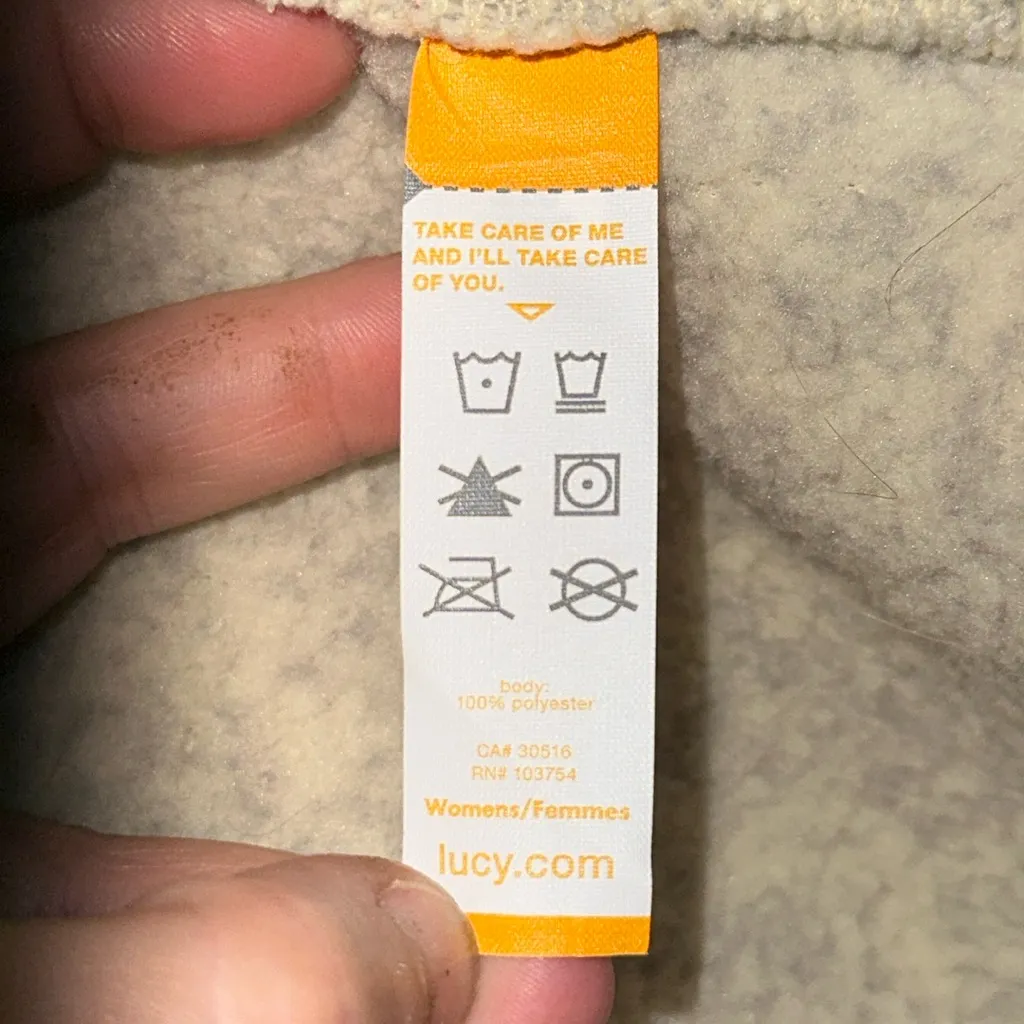 TAKE CARE OF ME
AND I'LL TAKE CARE
OF YOU.
body:
100% polyester
CA# 30516
RN# 103754
Womens/Femmes
lucy.com